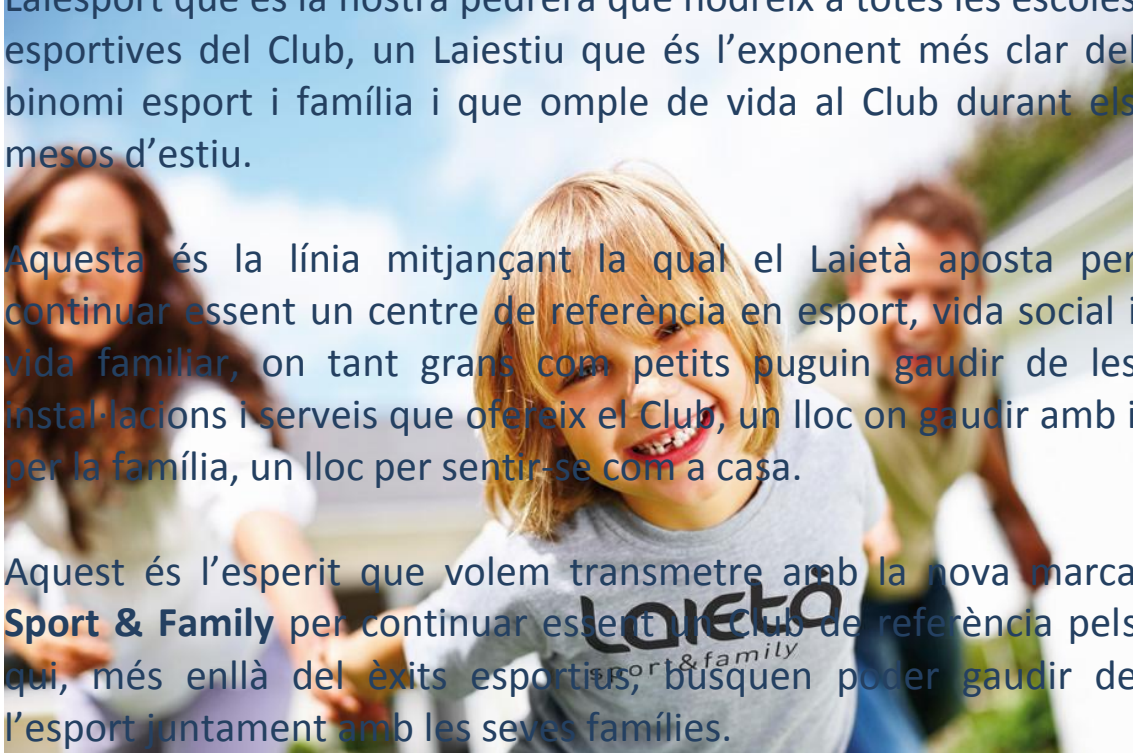 Laiesport que és la nostra pedrera que nodreix a totes les escoles
esportives del Club, un Laiestiu que és l’exponent més clar del
binomi esport i família i que omple de vida al Club durant els
mesos d’estiu.
Aquesta és la línia mitjançant la qual el Laietà aposta per
continuar essent un centre de referència en esport, vida social i
vida familiar, on tant grans com petits puguin gaudir de les
instal·lacions i serveis que ofereix el Club, un lloc on gaudir amb i
per la família, un lloc per sentir-se com a casa.
Aquest és l’esperit que volem transmetre amb la nova marca
Sport & Family per continuar essent un Club de referència pels
qui, més enllà del èxits esportius, busquen poder gaudir de
l’esport juntament amb les seves famílies.
LAIETÀ
sport&family